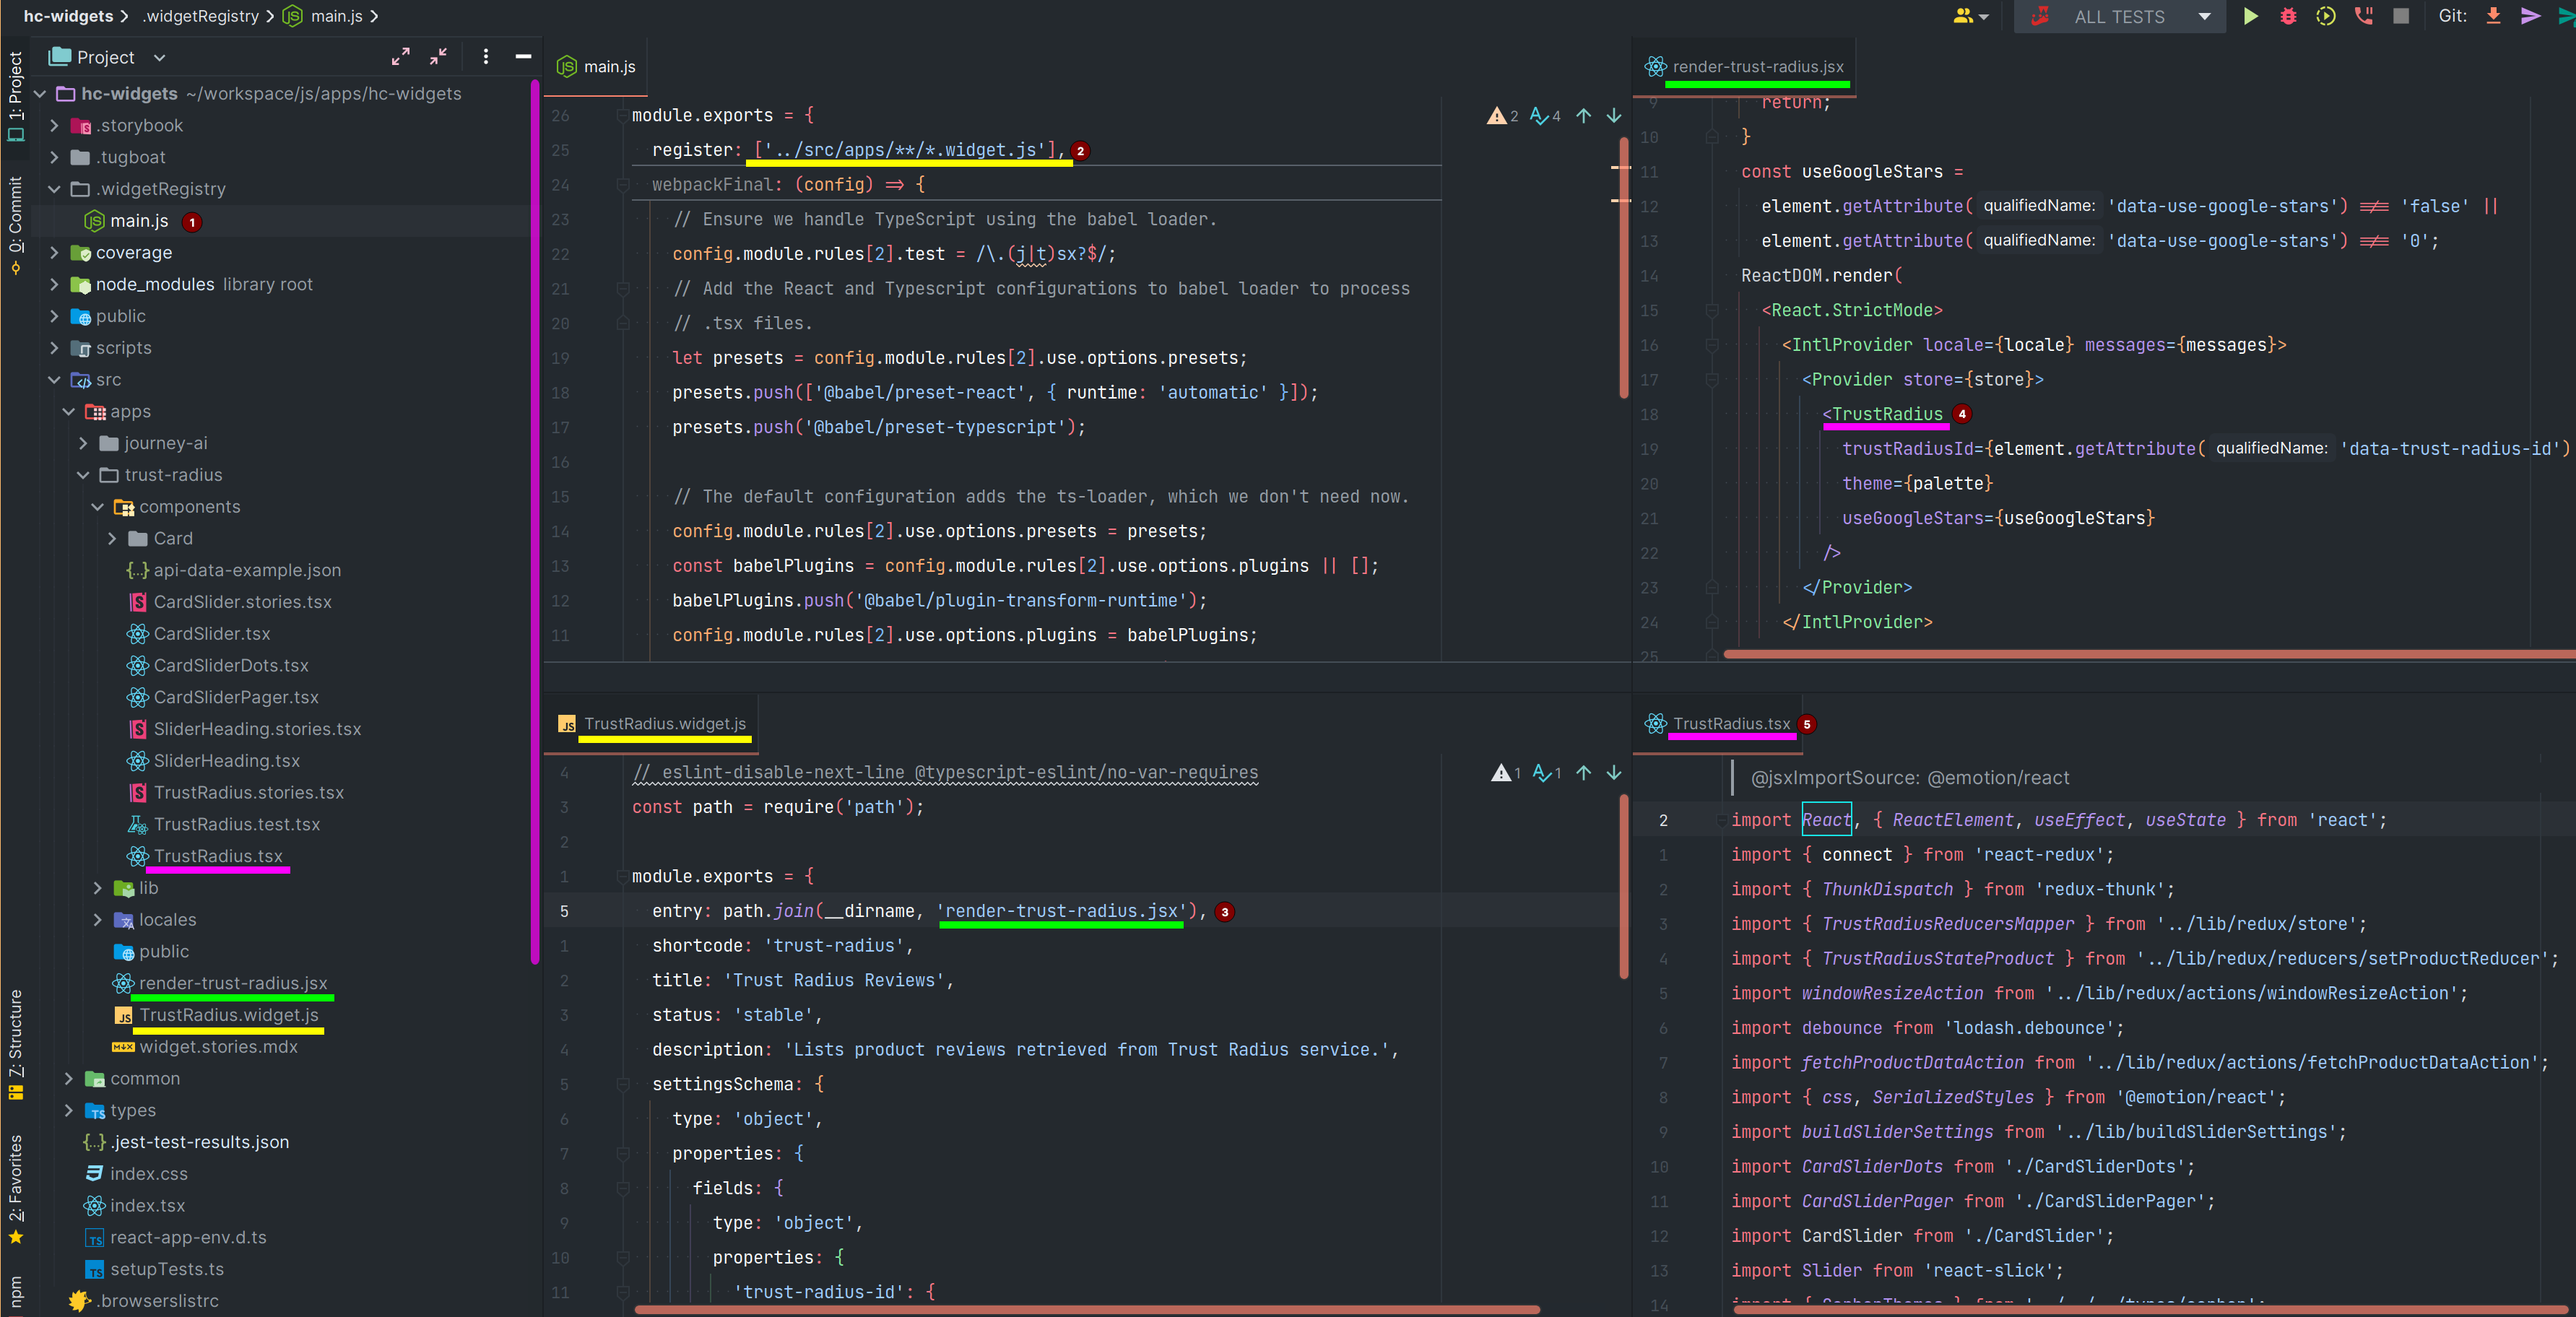 hc-widgets .widgetRegistry main.js
ALL TESTS Git:
1: Project
0: Commit
7: Structure
2: Favorites
npm
Project
hc-widgets ~/workspace/js/apps/hc-widgets
.storybook
.tugboat
.widgetRegistry
main.js 1
coverage
node_modules library root
public
scripts
src
apps
journey-ai
trust-radius
components
Card
api-data-example.json
CardSlider.stories.tsx
CardSlider.tsx
CardSliderDots.tsx
CardSliderPager.tsx
SliderHeading.stories.tsx
SliderHeading.tsx
TrustRadius.stories.tsx
TrustRadius.test.tsx
TrustRadius.tsx
lib
locales
public
render-trust-radius.jsx
TrustRadius.widget.js
widget.stories.mdx
common
types
.jest-test-results.json
index.css
index.tsx
react-app-env.d.ts
setupTests.ts
.browserslistrc
main.js
2 4
26 module.exports = {
25 register: ['../src/apps/**/*.widget.js'], 2
24 webpackFinal: (config) => {
23 // Ensure we handle TypeScript using the babel loader.
22 config.module.rules[2].test = /\.(j|t)sx?$/;
21 // Add the React and Typescript configurations to babel loader to process
20 // .tsx files.
19 let presets = config.module.rules[2].use.options.presets;
18 presets.push(['@babel/preset-react', { runtime: 'automatic' }]);
17 presets.push('@babel/preset-typescript');
16
15 // The default configuration adds the ts-loader, which we don't need now.
14 config.module.rules[2].use.options.presets = presets;
13 const babelPlugins = config.module.rules[2].use.options.plugins || [];
12 babelPlugins.push('@babel/plugin-transform-runtime');
11 config.module.rules[2].use.options.plugins = babelPlugins;
render-trust-radius.jsx
9 return;
10 }
11 const useGoogleStars =
12 element.getAttribute( qualifiedName: 'data-use-google-stars') !== 'false' ||
13 element.getAttribute( qualifiedName: 'data-use-google-stars') !== '0';
14 ReactDOM.render(
15 <React.StrictMode>
16 <IntlProvider locale={locale} messages={messages}>
17 <Provider store={store}>
18 <TrustRadius 4
19 trustRadiusId={element.getAttribute( qualifiedName: 'data-trust-radius-id')
20 theme={palette}
21 useGoogleStars={useGoogleStars}
22 />
23 </Provider>
24 </IntlProvider>
25
TrustRadius.widget.js
1 1
4 // eslint-disable-next-line @typescript-eslint/no-var-requires
3 const path = require('path');
2
1 module.exports = {
5 entry: path.join(__dirname, 'render-trust-radius.jsx'), 3
1 shortcode: 'trust-radius',
2 title: 'Trust Radius Reviews',
3 status: 'stable',
4 description: 'Lists product reviews retrieved from Trust Radius service.',
5 settingsSchema: {
6 type: 'object',
7 properties: {
8 fields: {
9 type: 'object',
10 properties: {
11 'trust-radius-id': {
TrustRadius.tsx 5
@jsxImportSource: @emotion/react
2 import React, { ReactElement, useEffect, useState } from 'react';
1 import { connect } from 'react-redux';
2 import { ThunkDispatch } from 'redux-thunk';
3 import { TrustRadiusReducersMapper } from '../lib/redux/store';
4 import { TrustRadiusStateProduct } from '../lib/redux/reducers/setProductReducer';
5 import windowResizeAction from '../lib/redux/actions/windowResizeAction';
6 import debounce from 'lodash.debounce';
7 import fetchProductDataAction from '../lib/redux/actions/fetchProductDataAction';
8 import { css, SerializedStyles } from '@emotion/react';
9 import buildSliderSettings from '../lib/buildSliderSettings';
10 import CardSliderDots from './CardSliderDots';
11 import CardSliderPager from './CardSliderPager';
12 import CardSlider from './CardSlider';
13 import Slider from 'react-slick';
14